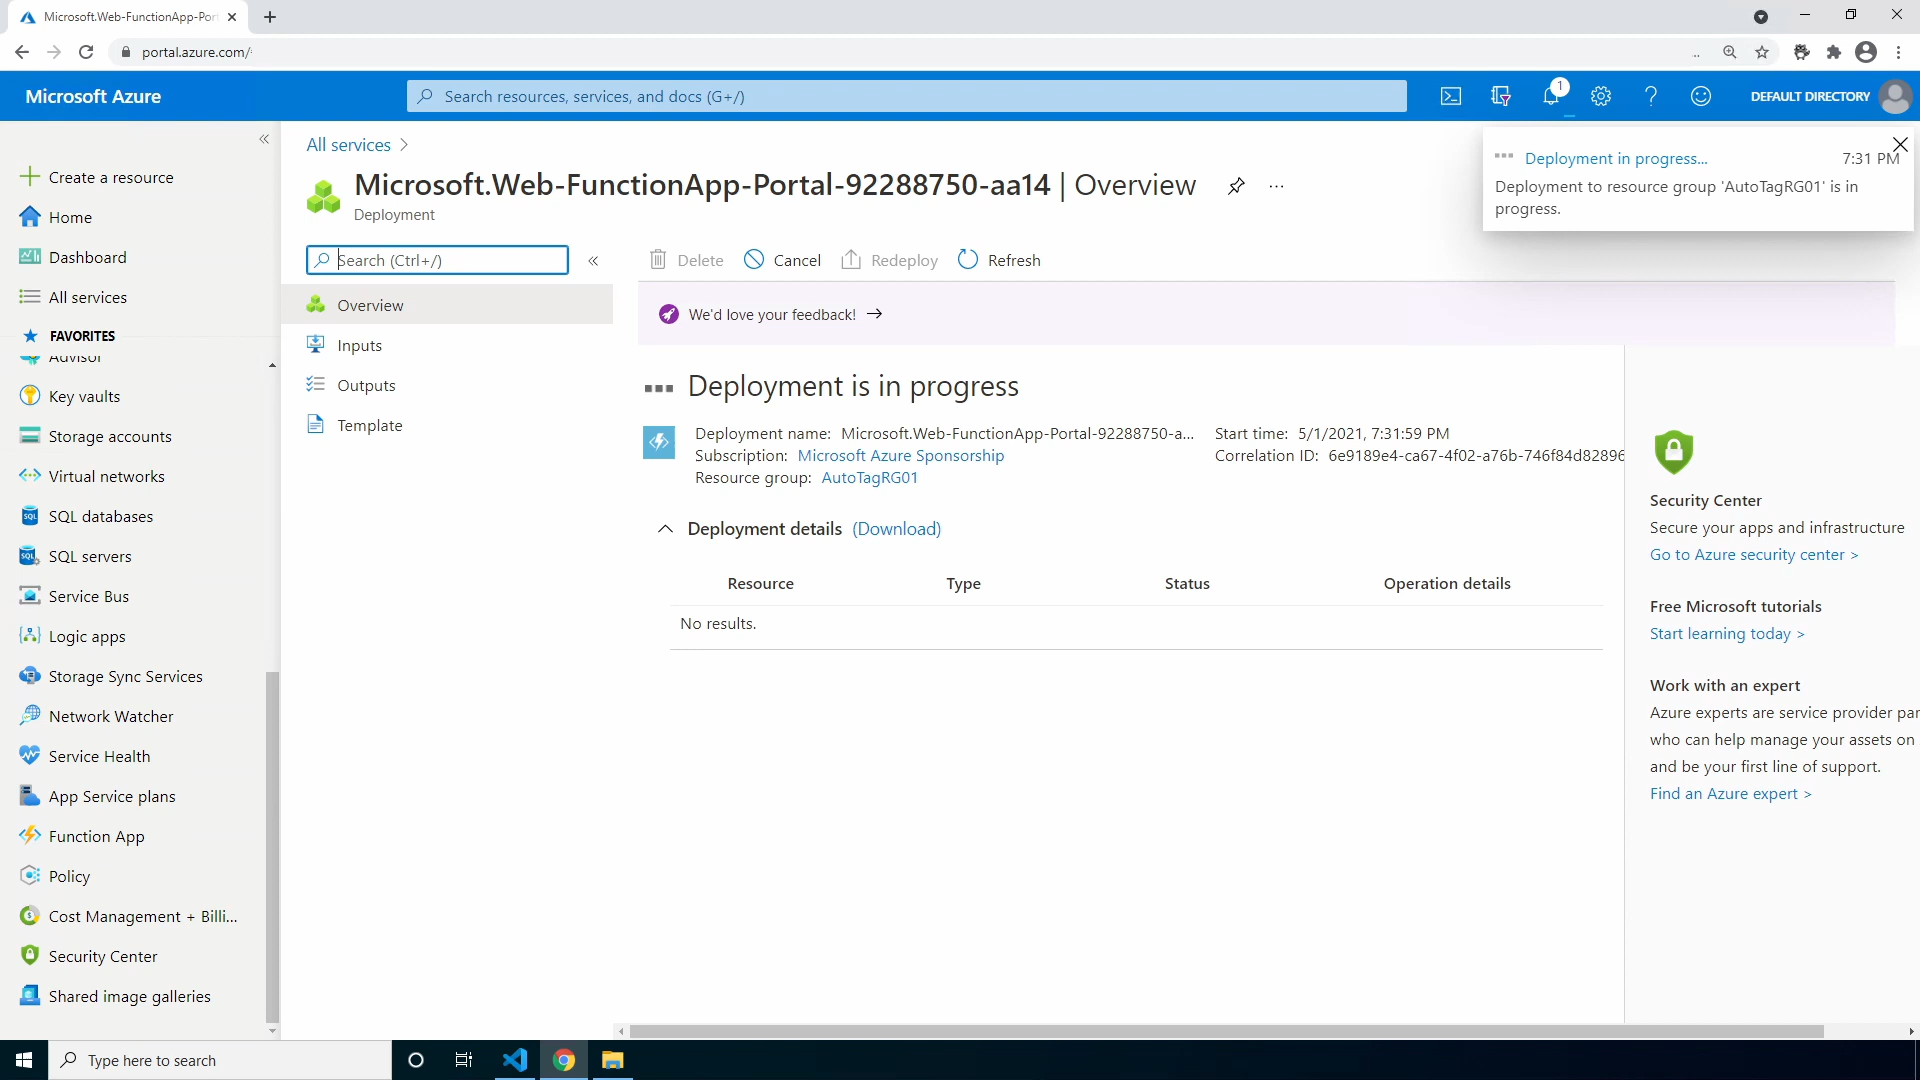 Microsoft.Web-FunctionApp-Port
portal.azure.com/
Microsoft Azure
Search resources, services, and docs (G+/)
1
DEFAULT DIRECTORY
Create a resource
Home
Dashboard
All services
FAVORITES
Advisor
Key vaults
Storage accounts
Virtual networks
SQL databases
SQL servers
Service Bus
Logic apps
Storage Sync Services
Network Watcher
Service Health
App Service plans
Function App
Policy
Cost Management + Billi...
Security Center
Shared image galleries
All services
Microsoft.Web-FunctionApp-Portal-92288750-aa14 | Overview
Deployment
Search (Ctrl+/)
Overview
Inputs
Outputs
Template
Delete
Cancel
Redeploy
Refresh
We'd love your feedback!
Deployment is in progress
Deployment name: Microsoft.Web-FunctionApp-Portal-92288750-a...
Subscription: Microsoft Azure Sponsorship
Resource group: AutoTagRG01
Start time: 5/1/2021, 7:31:59 PM
Correlation ID: 6e9189e4-ca67-4f02-a76b-746f84d82896
Deployment details (Download)
Resource Type Status Operation details
No results.
Deployment in progress... 7:31 PM
Deployment to resource group 'AutoTagRG01' is in
progress.
Security Center
Secure your apps and infrastructure
Go to Azure security center >
Free Microsoft tutorials
Start learning today >
Work with an expert
Azure experts are service provider par
who can help manage your assets on
and be your first line of support.
Find an Azure expert >
Type here to search